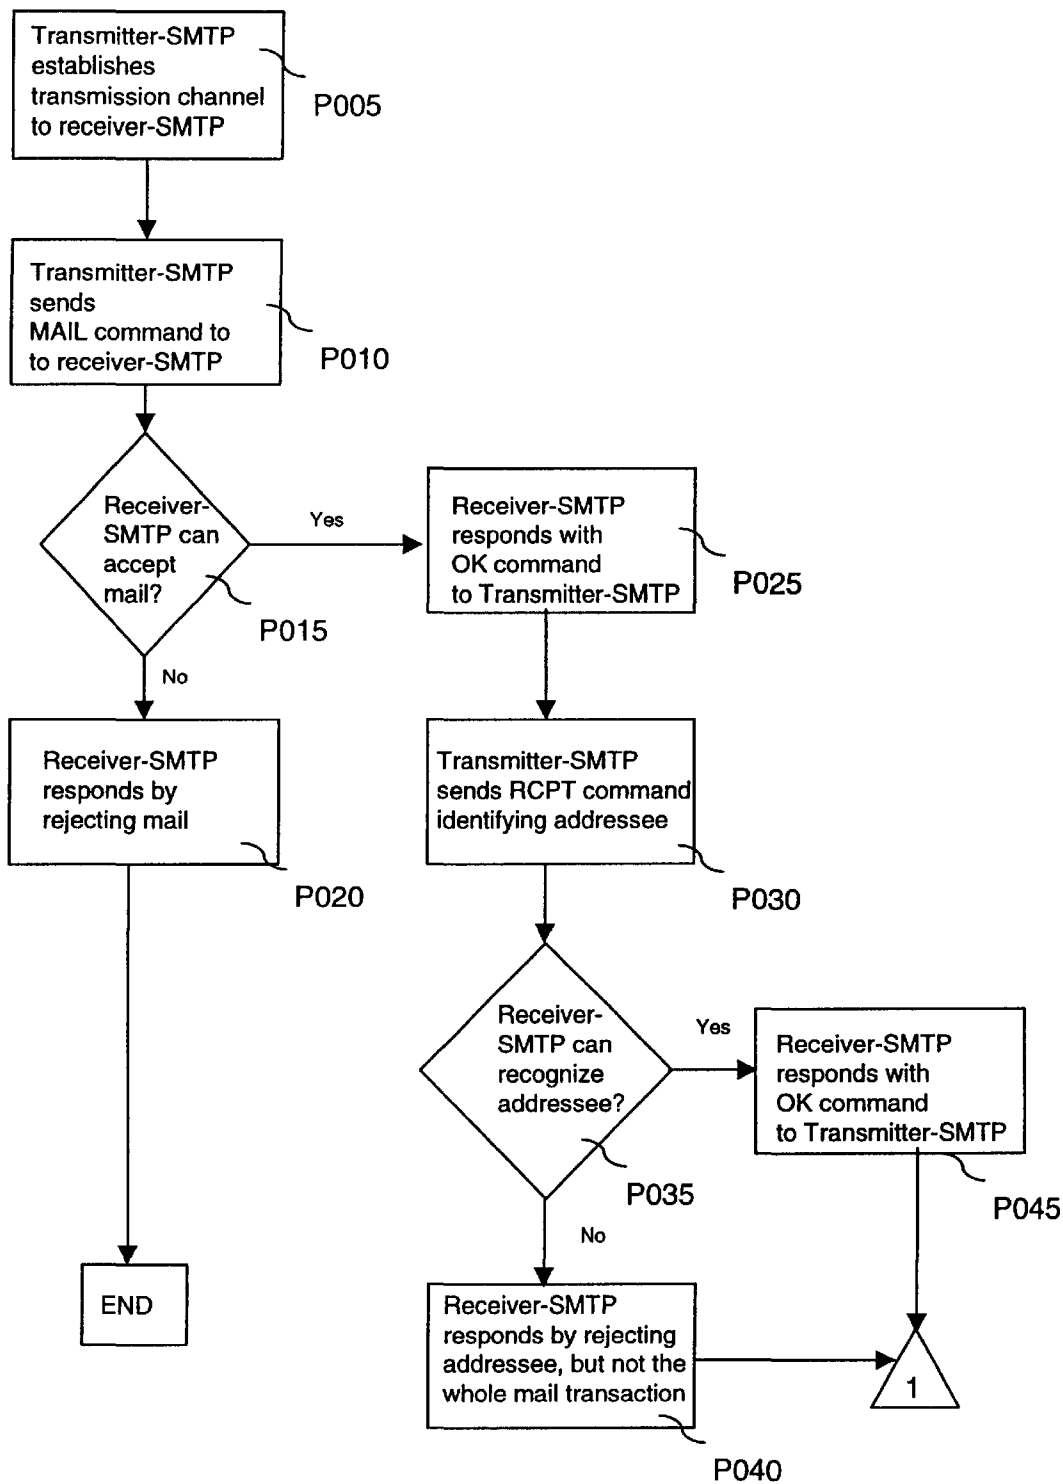 Transmitter-SMTP
establishes
transmission channel
to receiver-SMTP
P005
Transmitter-SMTP
sends
MAIL command to
to receiver-SMTP
P010
Receiver-
SMTP can
accept
mail?
P015
Yes
No
Receiver-SMTP
responds with
OK command
to Transmitter-SMTP
P025
Receiver-SMTP
responds by
rejecting mail
P020
Transmitter-SMTP
sends RCPT command
identifying addressee
P030
Receiver-
SMTP can
recognize
addressee?
P035
Yes
No
Receiver-SMTP
responds with
OK command
to Transmitter-SMTP
P045
END
Receiver-SMTP
responds by rejecting
addressee, but not the
whole mail transaction
P040
1